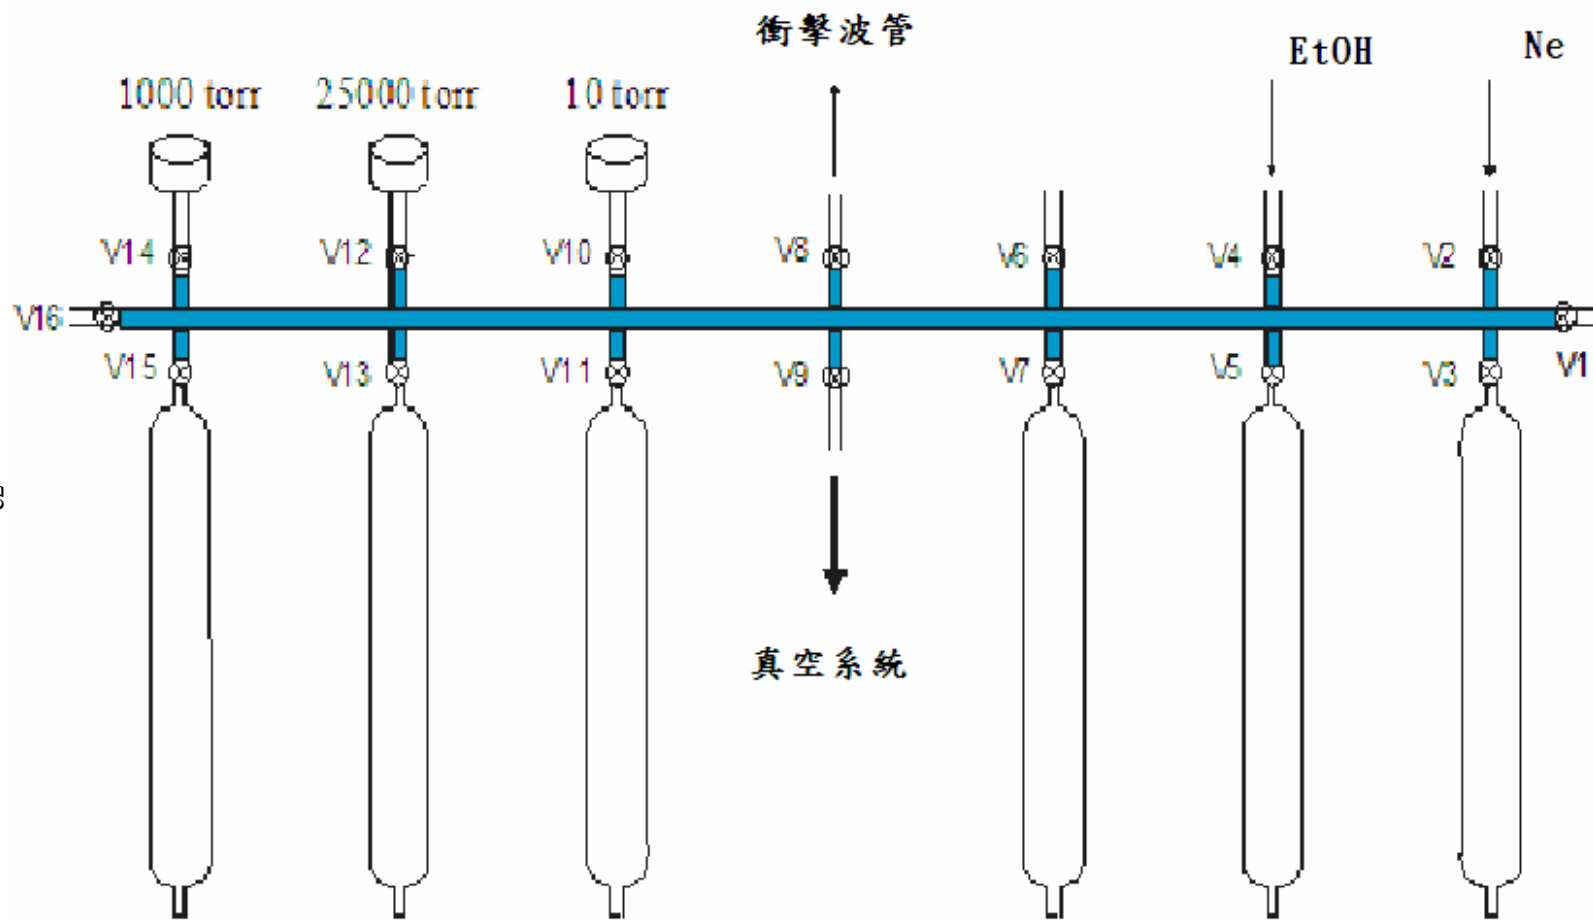 衝擊波管
EtOH
Ne
1000 torr
25000 torr
10 torr
V14
V12
V10
V8
V6
V4
V2
V16
V15
V13
V11
V9
V7
V5
V3
V1
真空系統